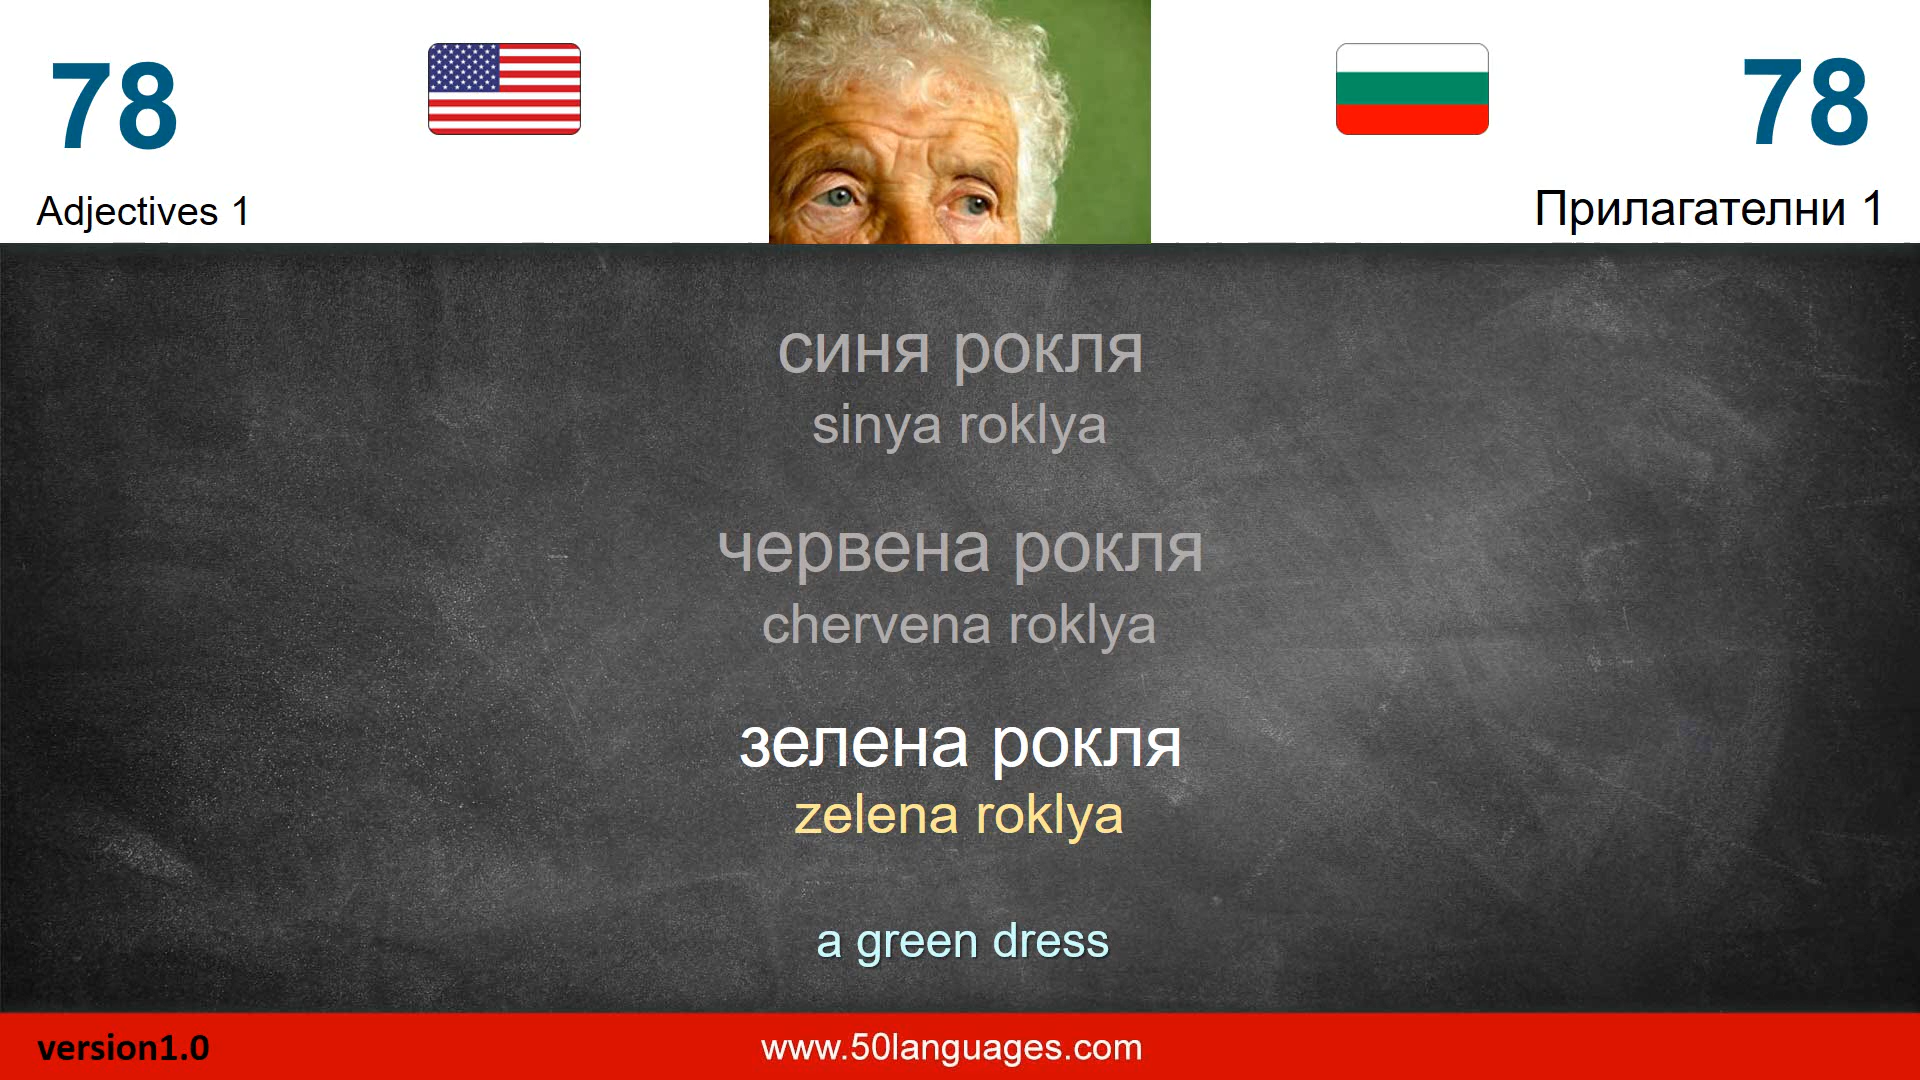 78
78
Adjectives 1
Прилагателни 1
синя рокля
sinya roklya
червена рокля
chervena roklya
зелена рокля
zelena roklya
a green dress
version1.0
www.50languages.com